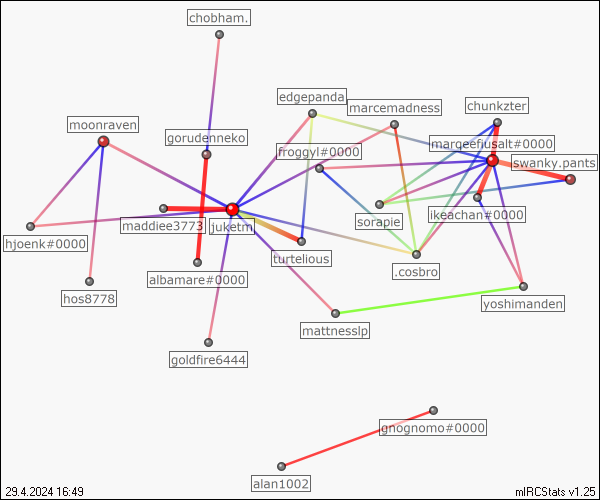 chobham.
edgepanda
marcemadness
chunkzter
moonraven
gorudenneko
froggyl#0000
marqeefiusalt#0000
swanky.pants
maddiee3773
juketm
sorapie
ikeachan#0000
hjoenk#0000
turtelious
.cosbro
albamare#0000
hos8778
yoshimanden
mattnesslp
goldfire6444
gnognomo#0000
alan1002
29.4.2024 16:49
mIRCStats v1.25